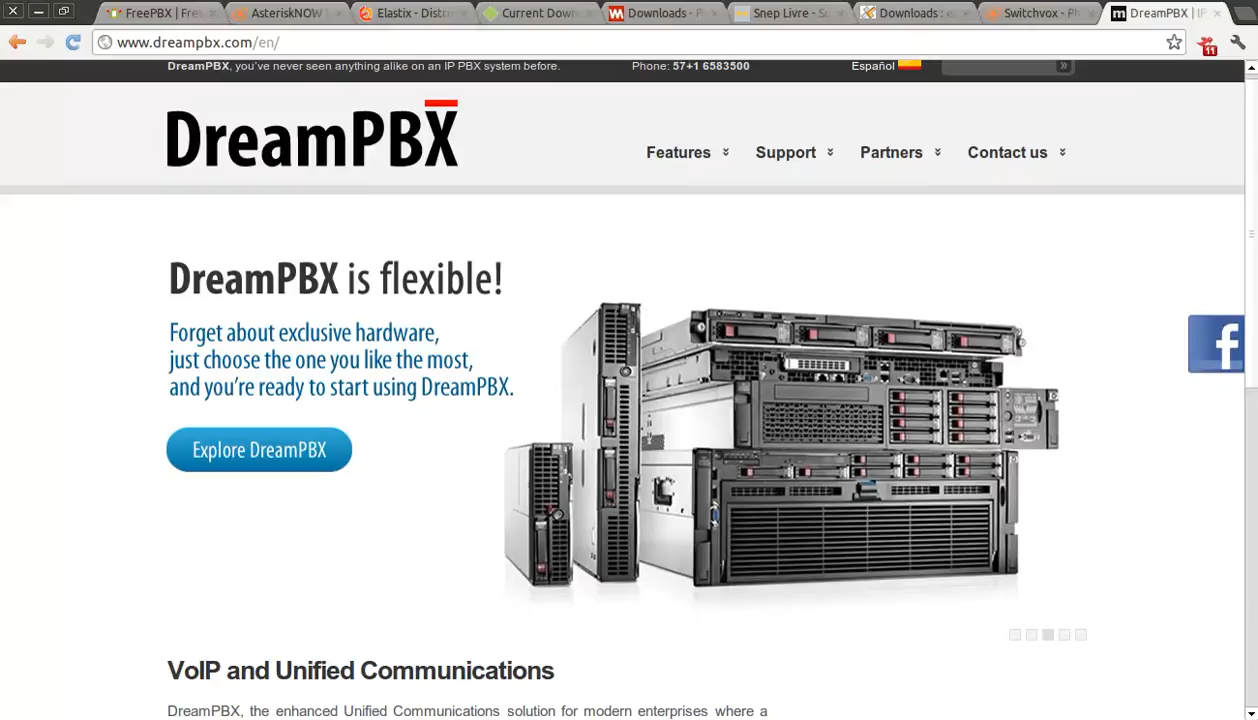 FreePBX | Free
AsteriskNOW
Elastix - Distr
Current Down
Downloads - P
Snep Livre - S
Downloads : e
Switchvox - P
DreamPBX | IP
www.dreampbx.com/en/
11
DreamPBX, you've never seen anything alike on an IP PBX system before.
Phone: 57+1 6583500
Español
DreamPBX
Features
Support
Partners
Contact us
DreamPBX is flexible!
Forget about exclusive hardware,
just choose the one you like the most,
and you're ready to start using DreamPBX.
Explore DreamPBX
f
VoIP and Unified Communications
DreamPBX, the enhanced Unified Communications solution for modern enterprises where a